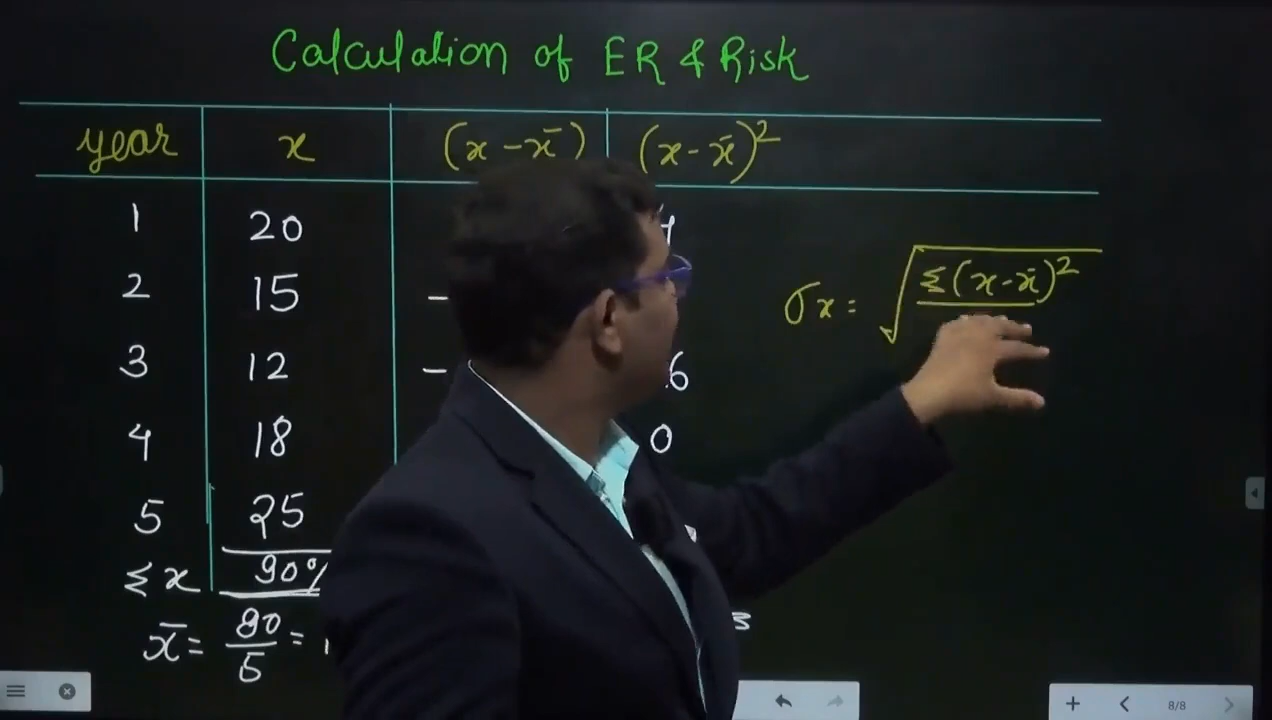 Calculation of ER & Risk
year x (x - x̄) (x - x̄)²
1 20
2 15 -
3 12 - 6
4 18 0
5 25
Σx 90%
x̄ = 90/5 =
σx = √Σ(x-x̄)²
8/8